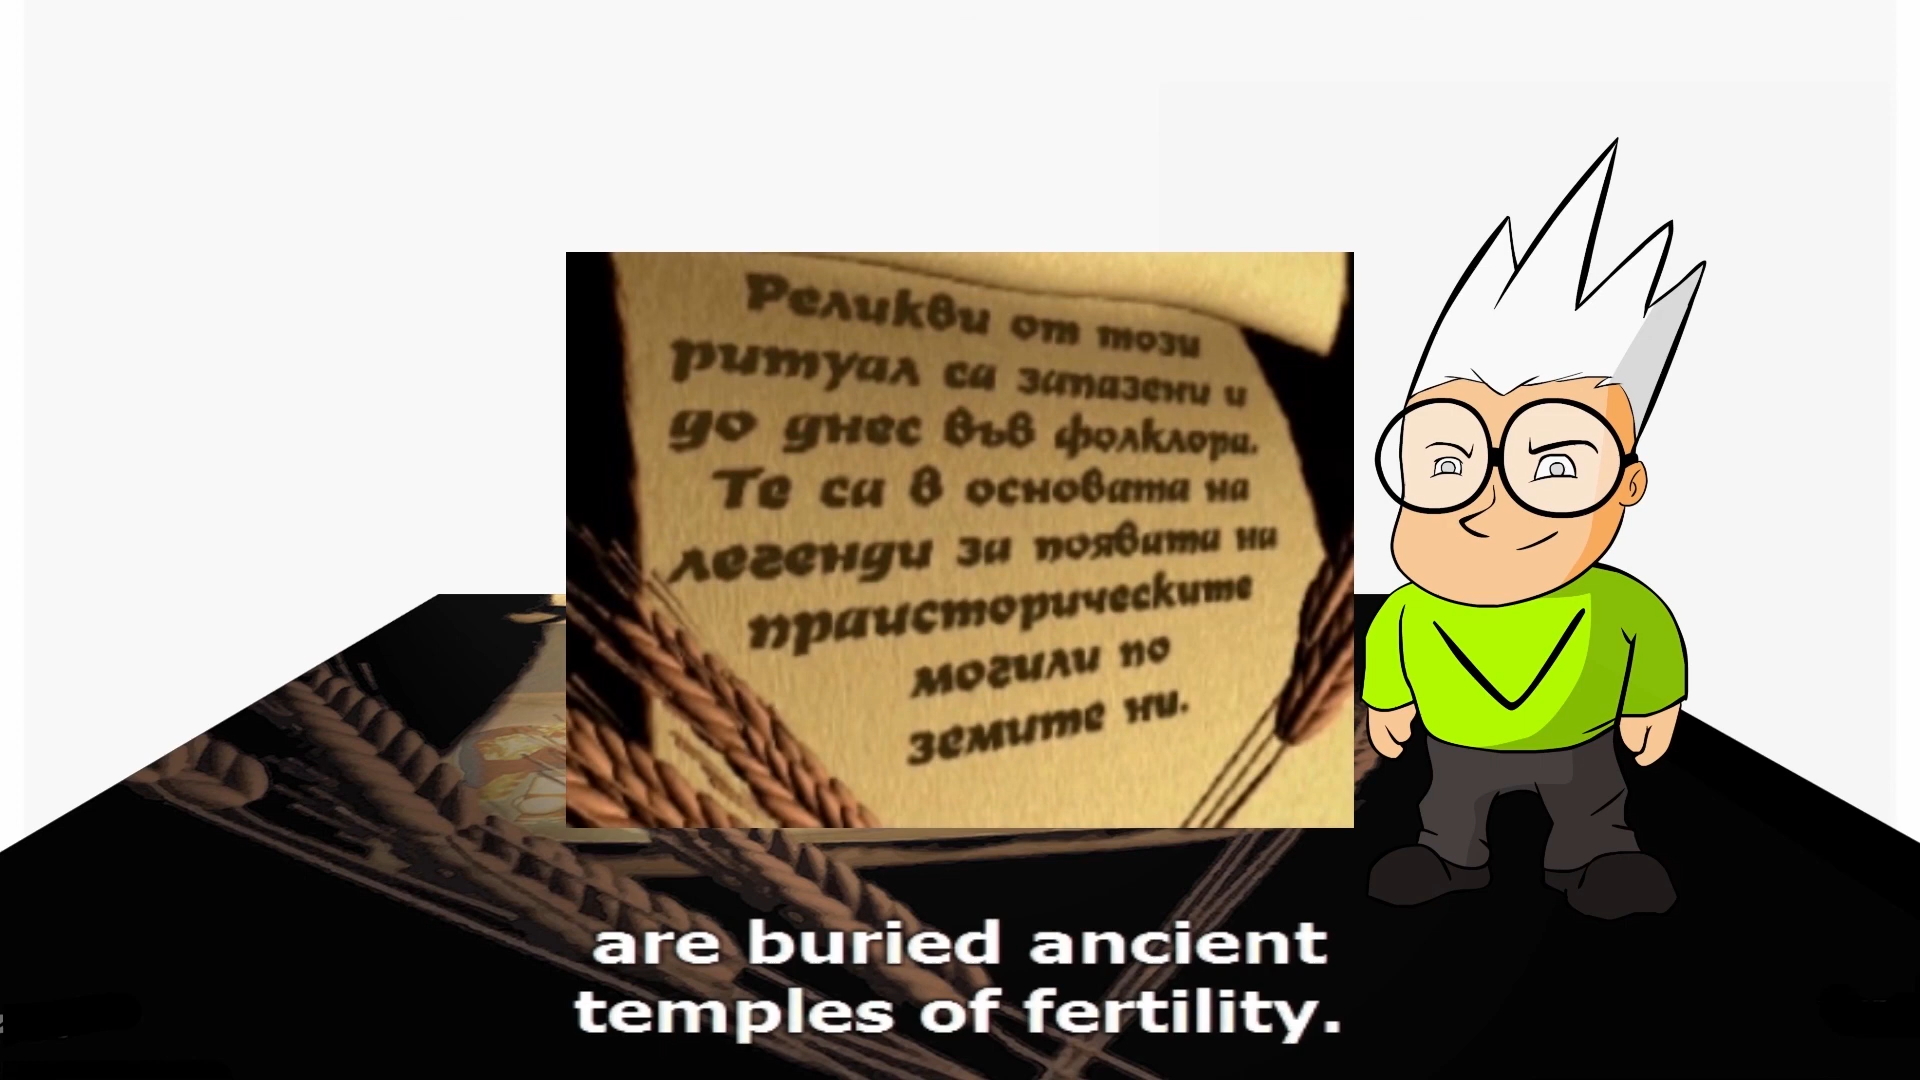 Реликви от този
ритуал са запазени и
до днес във фолклора.
Те са в основата на
легенди за появата на
праисторическите
могили по
земите ни.
are buried ancient
temples of fertility.